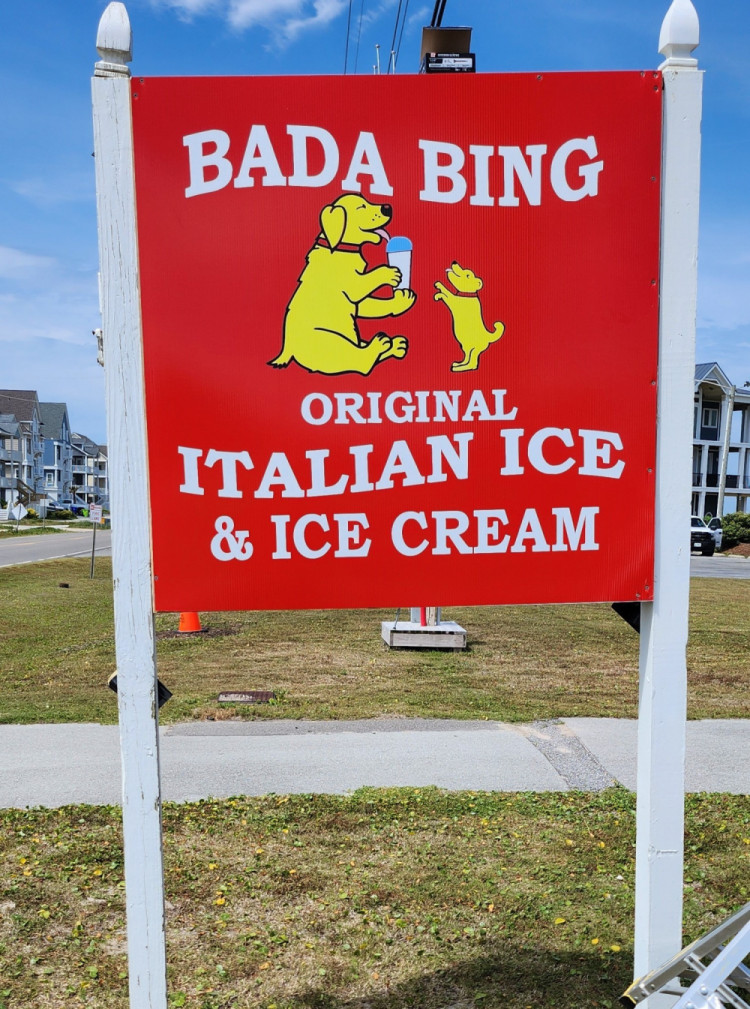 BADA BING
ORIGINAL
ITALIAN ICE
& ICE CREAM